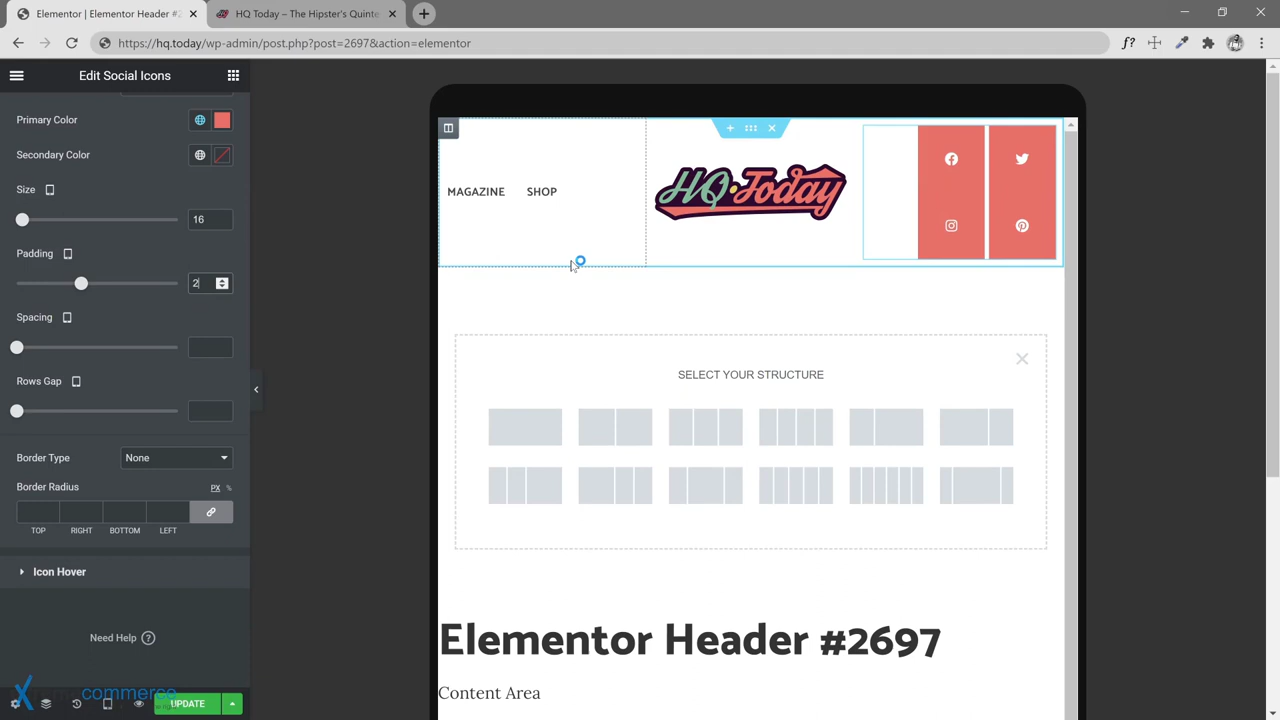 Elementor | Elementor Header #2
HQ Today – The Hipster's Quinte
https://hq.today/wp-admin/post.php?post=2697&action=elementor
f?
Edit Social Icons
Primary Color
Secondary Color
Size
16
Padding
2
Spacing
Rows Gap
Border Type
None
Border Radius
PX %
TOP RIGHT BOTTOM LEFT
Icon Hover
Need Help
commerce
UPDATE
MAGAZINE SHOP
HQ Today
SELECT YOUR STRUCTURE
Elementor Header #2697
Content Area